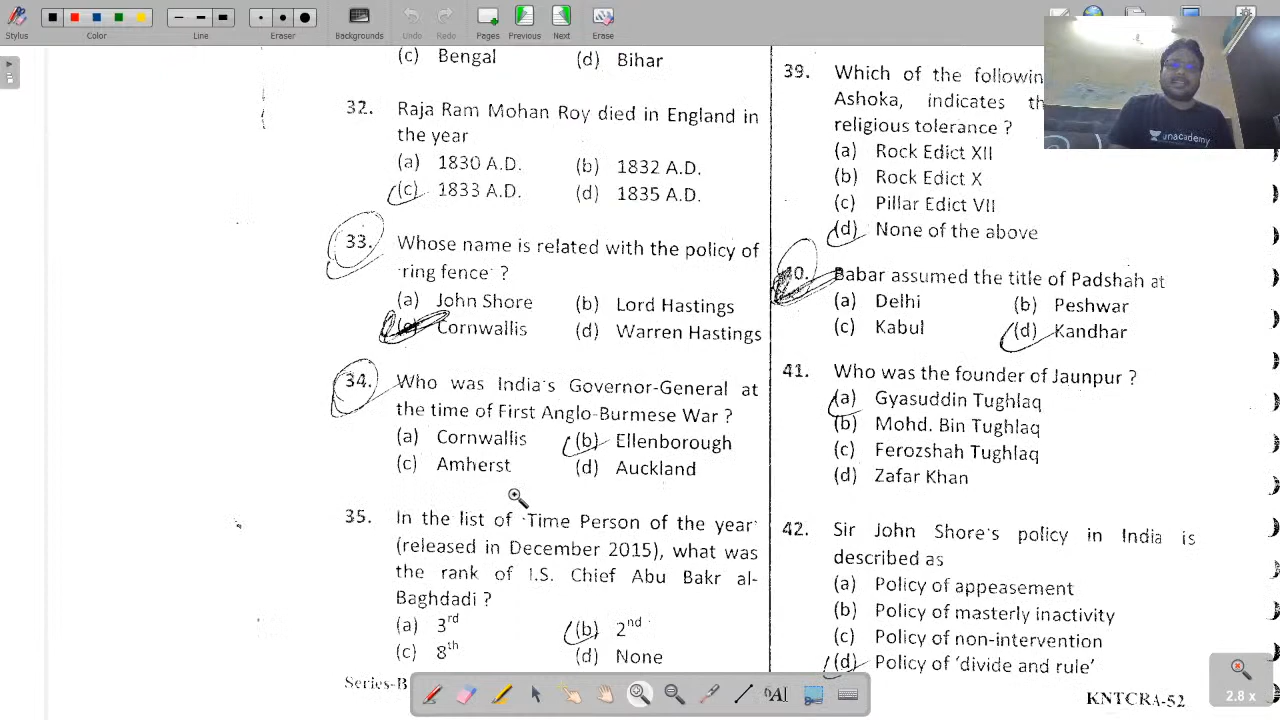 Stylus
Color
Line
Eraser
Backgrounds
Undo
Redo
Pages
Previous
Next
Erase
(c) Bengal (d) Bihar
32. Raja Ram Mohan Roy died in England in
the year
(a) 1830 A.D. (b) 1832 A.D.
(c) 1833 A.D. (d) 1835 A.D.
33. Whose name is related with the policy of
'ring fence' ?
(a) John Shore (b) Lord Hastings
(c) Cornwallis (d) Warren Hastings
34. Who was India's Governor-General at
the time of First Anglo-Burmese War ?
(a) Cornwallis (b) Ellenborough
(c) Amherst (d) Auckland
35. In the list of 'Time Person of the year'
(released in December 2015), what was
the rank of I.S. Chief Abu Bakr al-
Baghdadi ?
(a) 3rd (b) 2nd
(c) 8th (d) None
Series-B
39. Which of the followin
Ashoka, indicates th
religious tolerance ?
(a) Rock Edict XII
(b) Rock Edict X
(c) Pillar Edict VII
(d) None of the above
40. Babar assumed the title of Padshah at
(a) Delhi (b) Peshwar
(c) Kabul (d) Kandhar
41. Who was the founder of Jaunpur ?
(a) Gyasuddin Tughlaq
(b) Mohd. Bin Tughlaq
(c) Ferozshah Tughlaq
(d) Zafar Khan
42. Sir John Shore's policy in India is
described as
(a) Policy of appeasement
(b) Policy of masterly inactivity
(c) Policy of non-intervention
(d) Policy of 'divide and rule'
KNTCRA-52
unacademy
AI
2.8 x